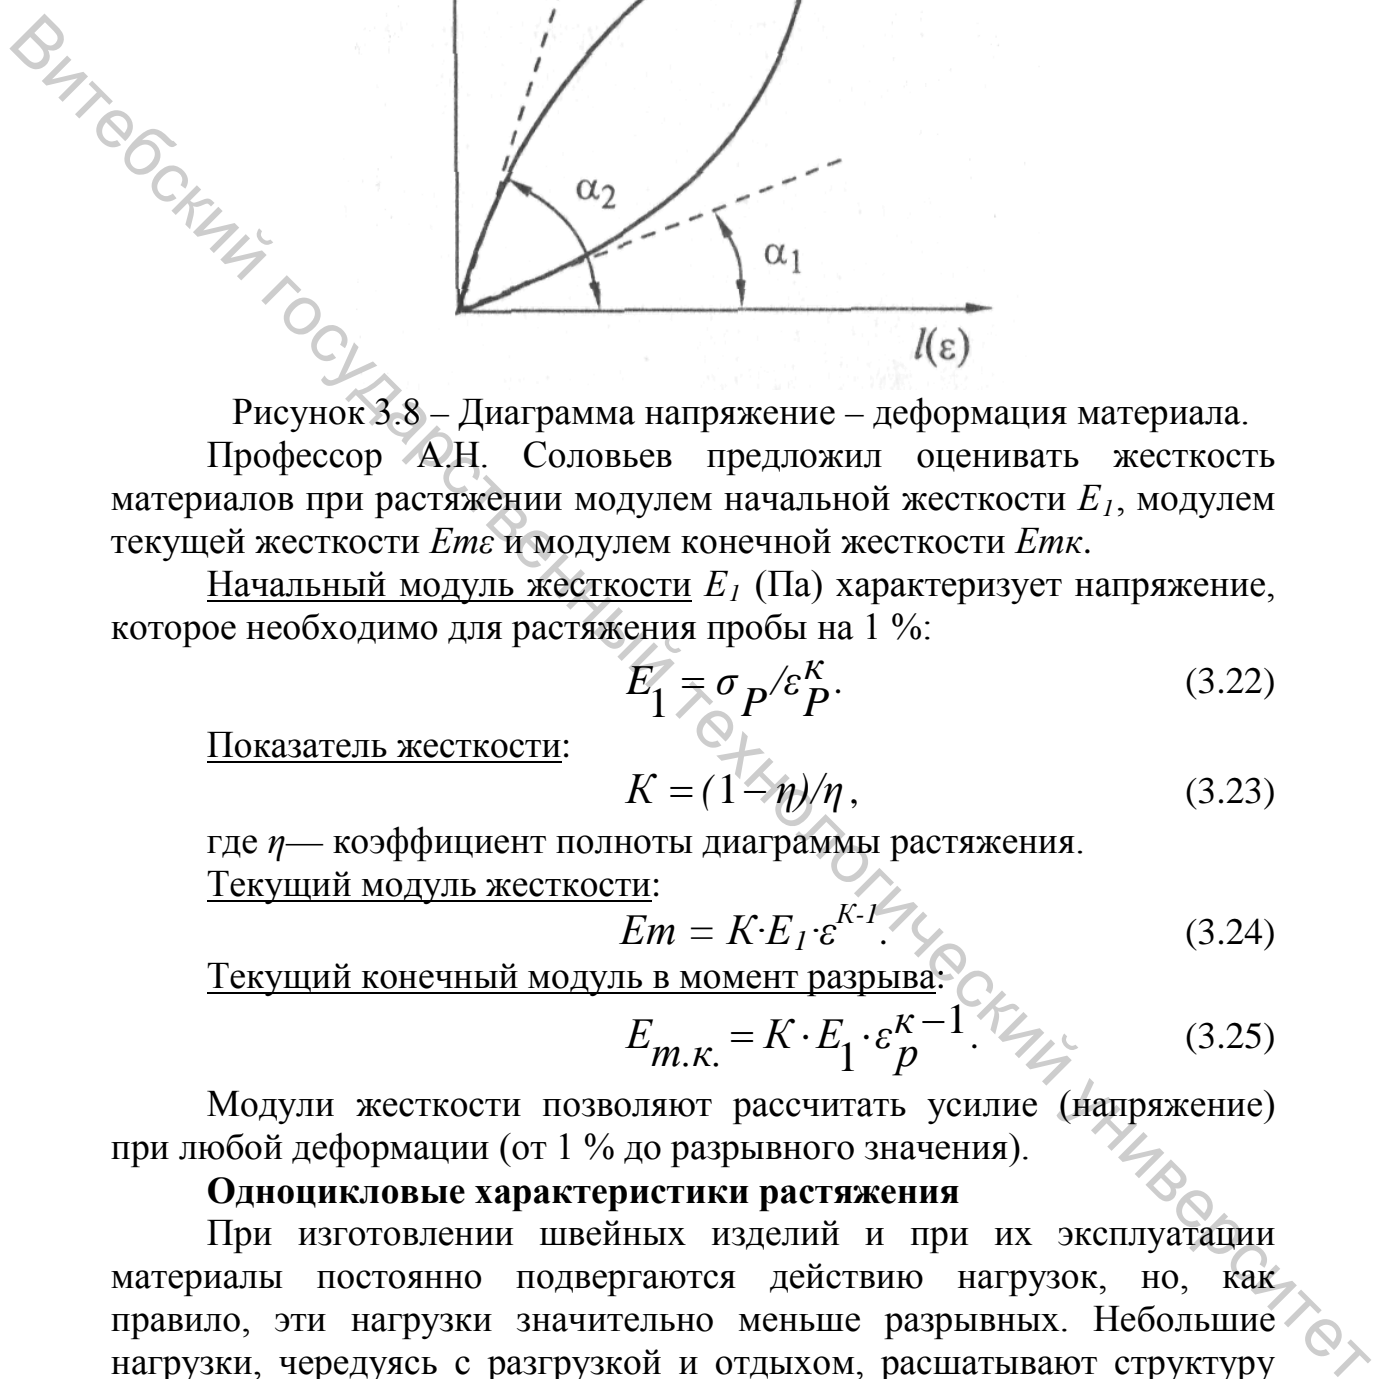 α2
α1
l(ε)
Рисунок 3.8 – Диаграмма напряжение – деформация материала.
Профессор А.Н. Соловьев предложил оценивать жесткость
материалов при растяжении модулем начальной жесткости E1, модулем
текущей жесткости Eтε и модулем конечной жесткости Eтк.
Начальный модуль жесткости E1 (Па) характеризует напряжение,
которое необходимо для растяжения пробы на 1 %:
E1 = σP/εPК. (3.22)
Показатель жесткости:
К = (1 – η)/η, (3.23)
где η— коэффициент полноты диаграммы растяжения.
Текущий модуль жесткости:
Eт = К·E1·εК-1. (3.24)
Текущий конечный модуль в момент разрыва:
Eт.к. = К · E1 · εрк–1. (3.25)
Модули жесткости позволяют рассчитать усилие (напряжение)
при любой деформации (от 1 % до разрывного значения).
Одноцикловые характеристики растяжения
При изготовлении швейных изделий и при их эксплуатации
материалы постоянно подвергаются действию нагрузок, но, как
правило, эти нагрузки значительно меньше разрывных. Небольшие
нагрузки, чередуясь с разгрузкой и отдыхом, расшатывают структуру
Витебский государственный технологический университет